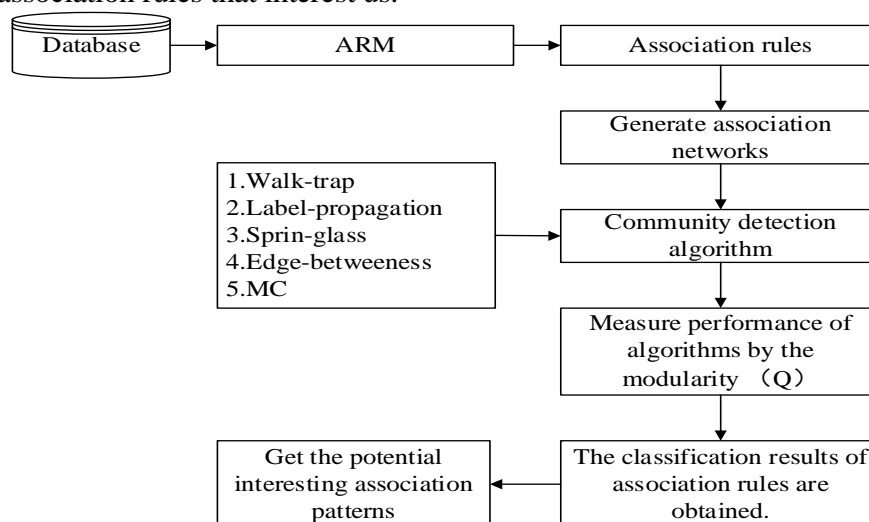 association rules that interest us.
Database
ARM
Association rules
Generate association
networks
1.Walk-trap
2.Label-propagation
3.Sprin-glass
4.Edge-betweeness
5.MC
Community detection
algorithm
Measure performance of
algorithms by the
modularity （Q）
The classification results of
association rules are
obtained.
Get the potential
interesting association
patterns